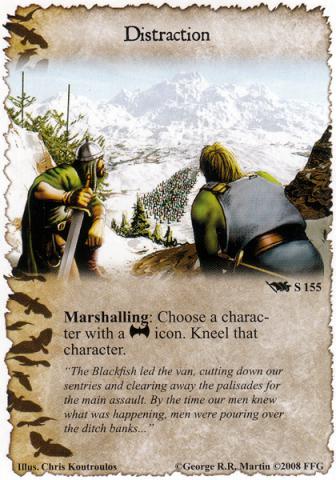 Distraction
S 155
Marshalling: Choose a charac-
ter with a icon. Kneel that
character.
"The Blackfish led the van, cutting down our
sentries and clearing away the palisades for
the main assault. By the time our men knew
what was happening, men were pouring over
the ditch banks..."
Illus. Chris Koutroulos ©George R.R. Martin ©2008 FFG